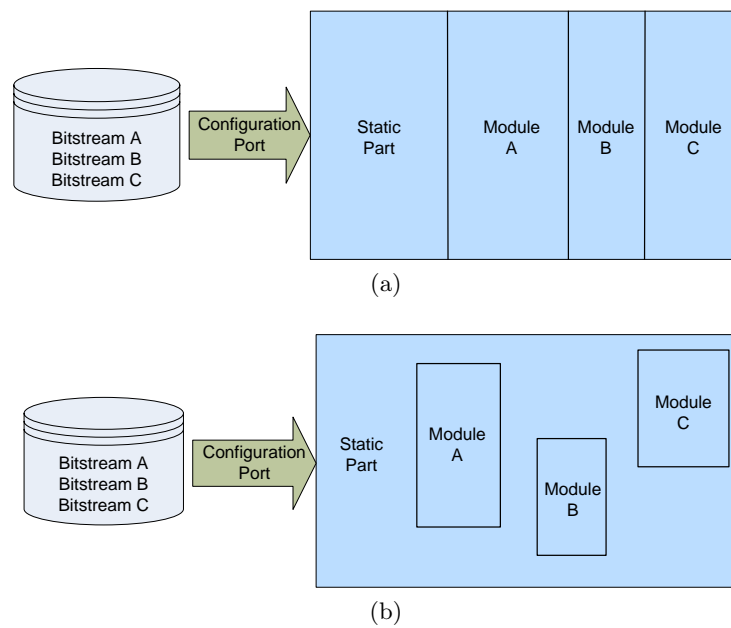 Bitstream A
Bitstream B
Bitstream C
Configuration
Port
Static
Part
Module
A
Module
B
Module
C
(a)
Bitstream A
Bitstream B
Bitstream C
Configuration
Port
Static
Part
Module
A
Module
B
Module
C
(b)